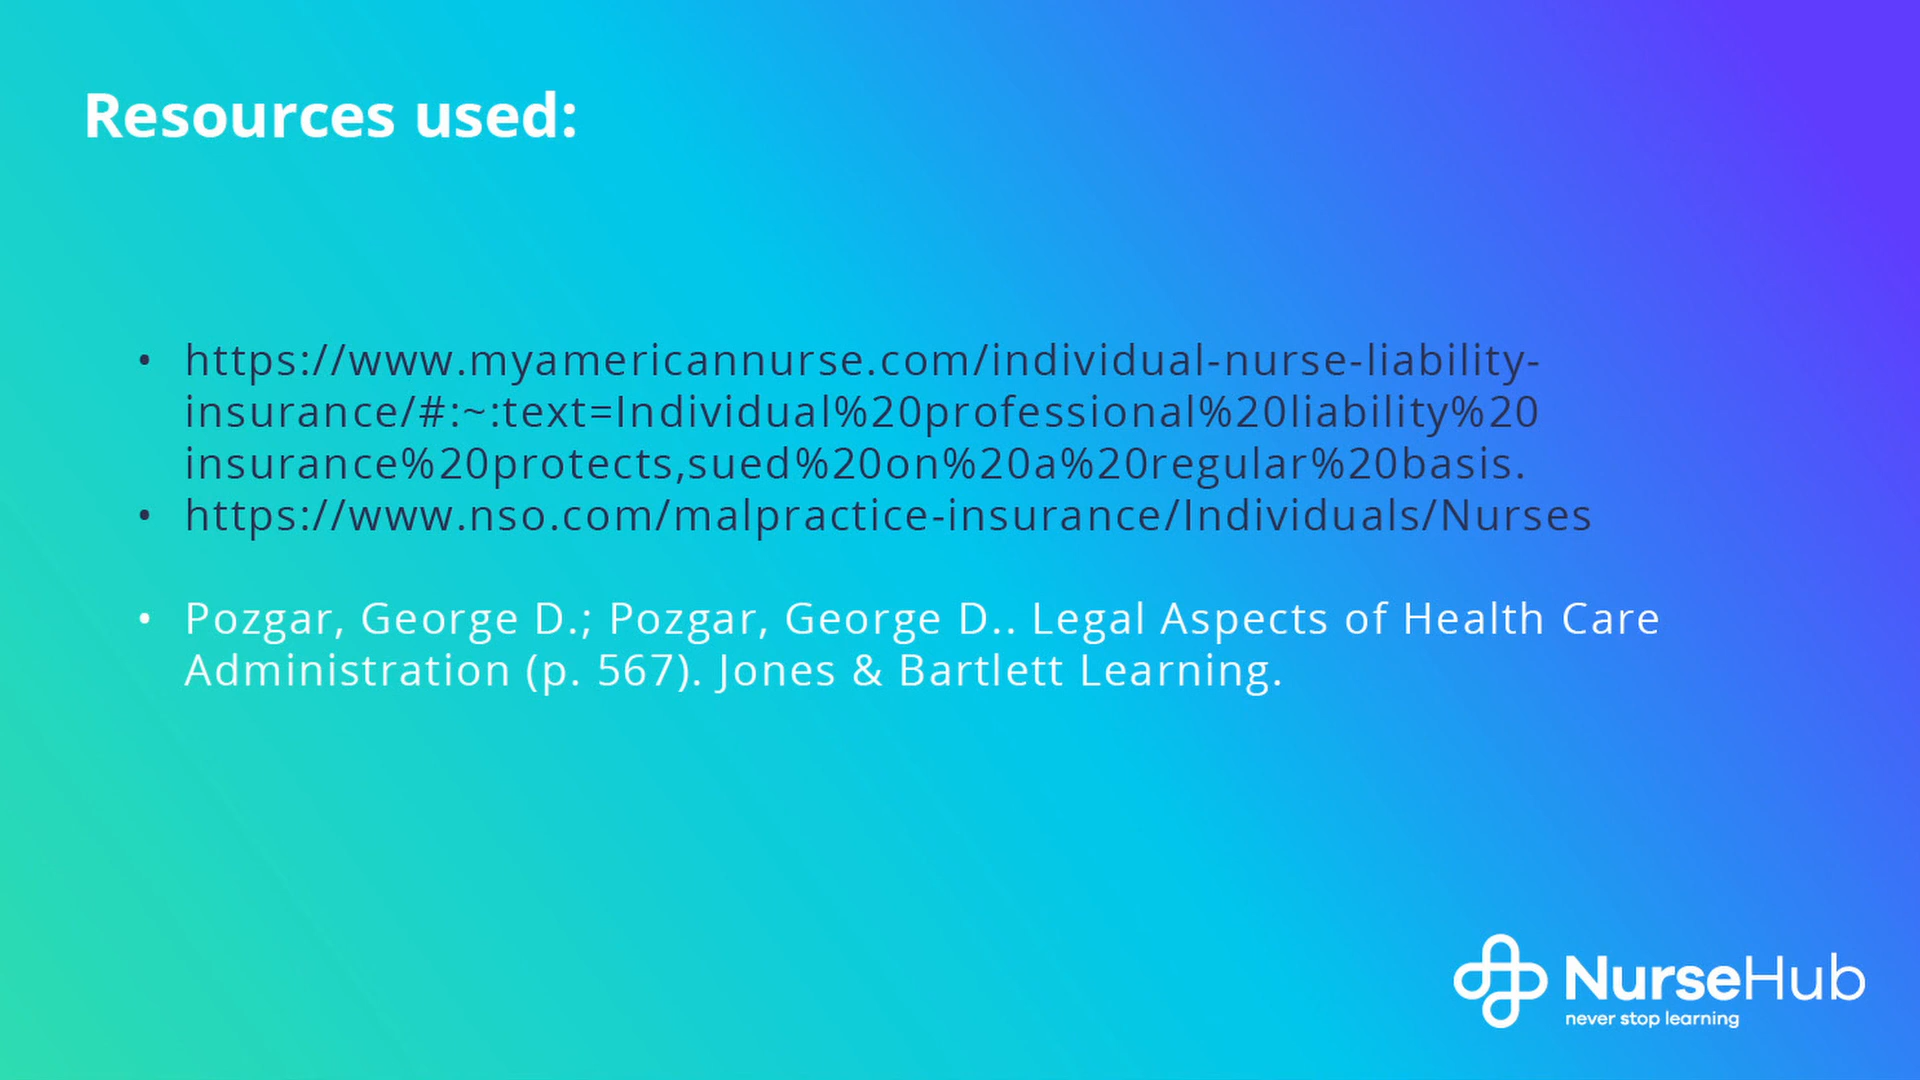 Resources used:
• https://www.myamericannurse.com/individual-nurse-liability-
insurance/#:~:text=Individual%20professional%20liability%20
insurance%20protects,sued%20on%20a%20regular%20basis.
• https://www.nso.com/malpractice-insurance/Individuals/Nurses
• Pozgar, George D.; Pozgar, George D.. Legal Aspects of Health Care
Administration (p. 567). Jones & Bartlett Learning.
NurseHub
never stop learning